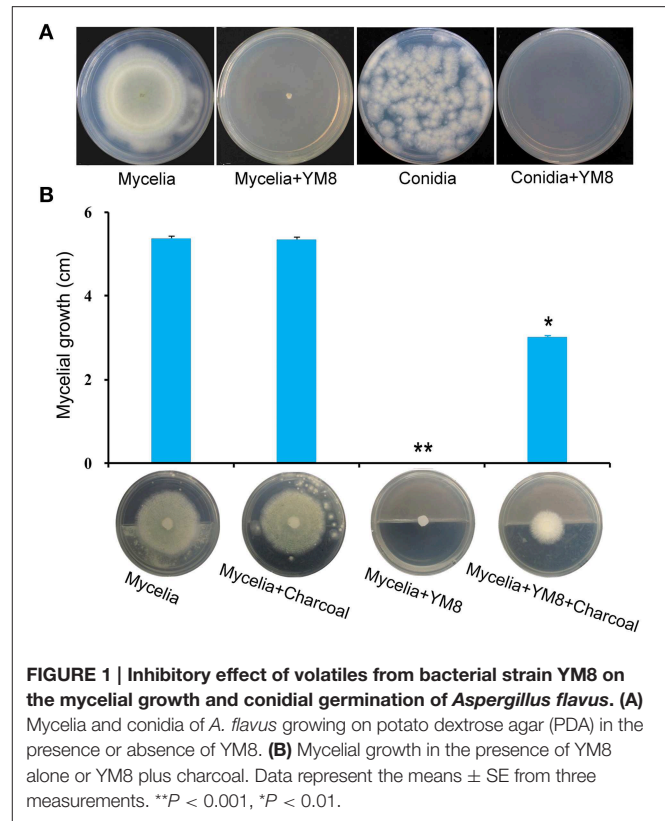 A
Mycelia Mycelia+YM8 Conidia Conidia+YM8
B
Mycelial growth (cm)
6
4
2
0
**
*
Mycelia
Mycelia+Charcoal
Mycelia+YM8
Mycelia+YM8+Charcoal
FIGURE 1 | Inhibitory effect of volatiles from bacterial strain YM8 on
the mycelial growth and conidial germination of Aspergillus flavus. (A)
Mycelia and conidia of A. flavus growing on potato dextrose agar (PDA) in the
presence or absence of YM8. (B) Mycelial growth in the presence of YM8
alone or YM8 plus charcoal. Data represent the means ± SE from three
measurements. **P < 0.001, *P < 0.01.